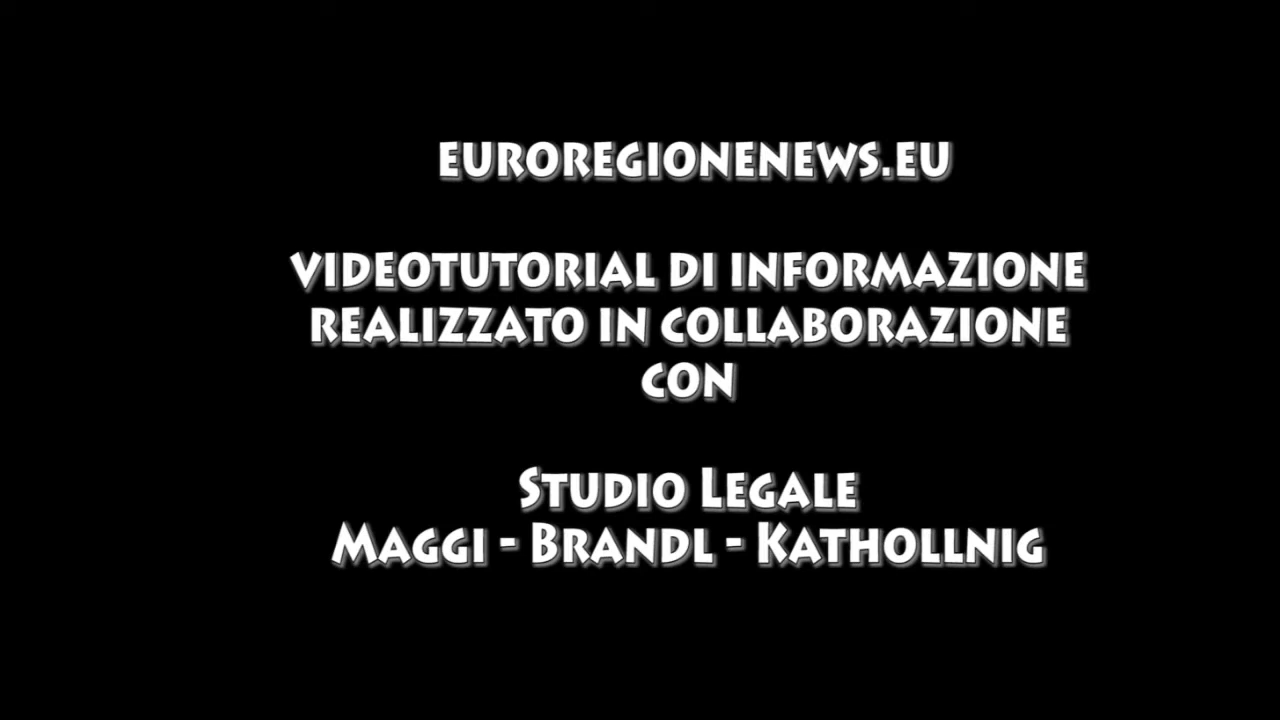 EUROREGIONENEWS.EU
VIDEOTUTORIAL DI INFORMAZIONE
REALIZZATO IN COLLABORAZIONE
CON
STUDIO LEGALE
MAGGI - BRANDL - KATHOLLNIG